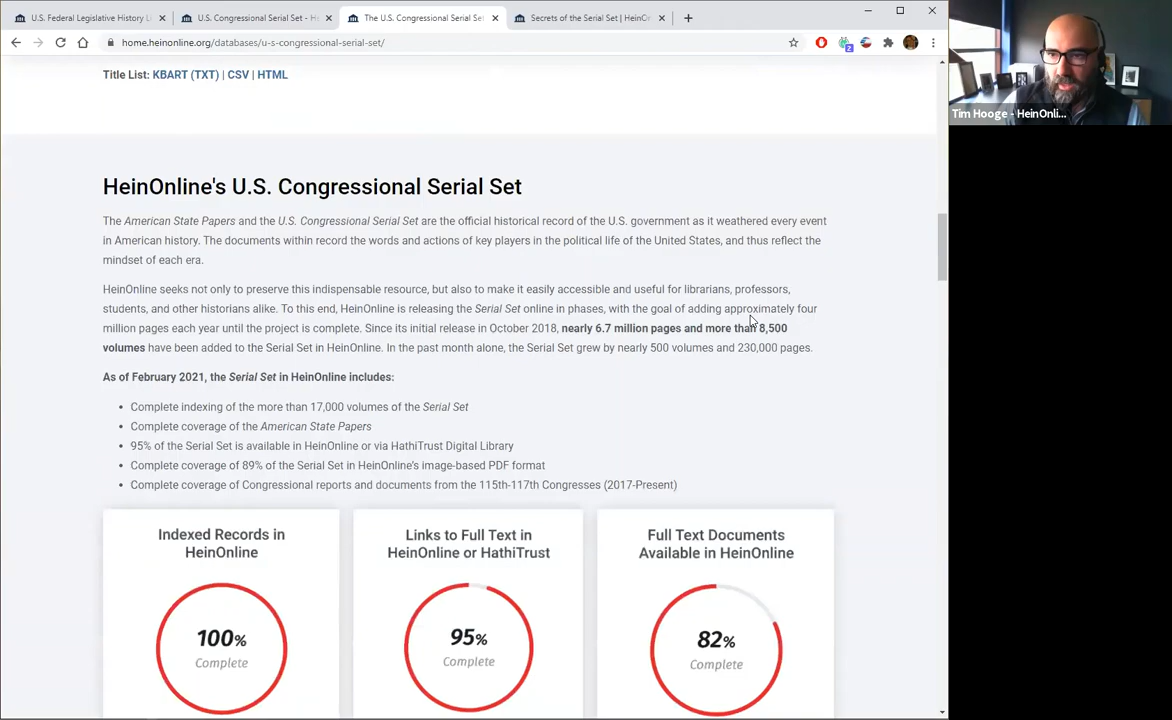 U.S. Federal Legislative History Li
U.S. Congressional Serial Set - H
The U.S. Congressional Serial Set
Secrets of the Serial Set | HeinOn
home.heinonline.org/databases/u-s-congressional-serial-set/
2
Tim Hooge - HeinOnli...
Title List: KBART (TXT) | CSV | HTML
HeinOnline's U.S. Congressional Serial Set
The American State Papers and the U.S. Congressional Serial Set are the official historical record of the U.S. government as it weathered every event
in American history. The documents within record the words and actions of key players in the political life of the United States, and thus reflect the
mindset of each era.
HeinOnline seeks not only to preserve this indispensable resource, but also to make it easily accessible and useful for librarians, professors,
students, and other historians alike. To this end, HeinOnline is releasing the Serial Set online in phases, with the goal of adding approximately four
million pages each year until the project is complete. Since its initial release in October 2018, nearly 6.7 million pages and more than 8,500
volumes have been added to the Serial Set in HeinOnline. In the past month alone, the Serial Set grew by nearly 500 volumes and 230,000 pages.
As of February 2021, the Serial Set in HeinOnline includes:
• Complete indexing of the more than 17,000 volumes of the Serial Set
• Complete coverage of the American State Papers
• 95% of the Serial Set is available in HeinOnline or via HathiTrust Digital Library
• Complete coverage of 89% of the Serial Set in HeinOnline's image-based PDF format
• Complete coverage of Congressional reports and documents from the 115th-117th Congresses (2017-Present)
Indexed Records in
HeinOnline
100%
Complete
Links to Full Text in
HeinOnline or HathiTrust
95%
Complete
Full Text Documents
Available in HeinOnline
82%
Complete